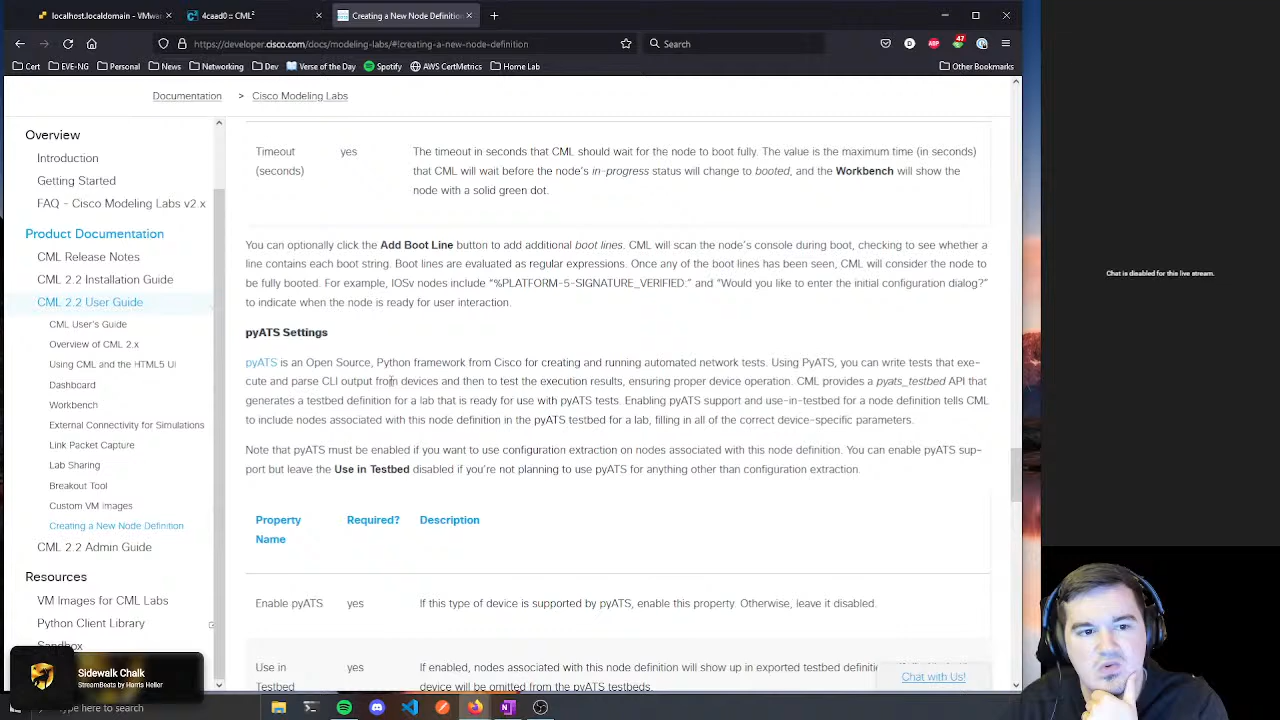 localhost.localdomain - VMwa
4caad0:: CML²
Creating a New Node Definition
https://developer.cisco.com/docs/modeling-labs/#!creating-a-new-node-definition
Search
47
Cert
EVE-NG
Personal
News
Networking
Dev
Verse of the Day
Spotify
AWS CertMetrics
Home Lab
Other Bookmarks
Documentation > Cisco Modeling Labs
Overview
Introduction
Getting Started
FAQ - Cisco Modeling Labs v2.x
Product Documentation
CML Release Notes
CML 2.2 Installation Guide
CML 2.2 User Guide
CML User's Guide
Overview of CML 2.x
Using CML and the HTML5 UI
Dashboard
Workbench
External Connectivity for Simulations
Link Packet Capture
Lab Sharing
Breakout Tool
Custom VM Images
Creating a New Node Definition
CML 2.2 Admin Guide
Resources
VM Images for CML Labs
Python Client Library
Sandbox
Timeout yes The timeout in seconds that CML should wait for the node to boot fully. The value is the maximum time (in seconds)
(seconds) that CML will wait before the node's in-progress status will change to booted, and the Workbench will show the
node with a solid green dot.
You can optionally click the Add Boot Line button to add additional boot lines. CML will scan the node's console during boot, checking to see whether a
line contains each boot string. Boot lines are evaluated as regular expressions. Once any of the boot lines has been seen, CML will consider the node to
be fully booted. For example, IOSv nodes include "%PLATFORM-5-SIGNATURE_VERIFIED." and "Would you like to enter the initial configuration dialog?"
to indicate when the node is ready for user interaction.
pyATS Settings
pyATS is an Open Source, Python framework from Cisco for creating and running automated network tests. Using PyATS, you can write tests that exe-
cute and parse CLI output from devices and then to test the execution results, ensuring proper device operation. CML provides a pyats_testbed API that
generates a testbed definition for a lab that is ready for use with pyATS tests. Enabling pyATS support and use-in-testbed for a node definition tells CML
to include nodes associated with this node definition in the pyATS testbed for a lab, filling in all of the correct device-specific parameters.
Note that pyATS must be enabled if you want to use configuration extraction on nodes associated with this node definition. You can enable pyATS sup-
port but leave the Use in Testbed disabled if you're not planning to use pyATS for anything other than configuration extraction.
Property Required? Description
Name
Enable pyATS yes If this type of device is supported by pyATS, enable this property. Otherwise, leave it disabled.
Use in yes If enabled, nodes associated with this node definition will show up in exported testbed definiti
Testbed device will be omitted from the pyATS testbeds.
Chat with Us!
Chat is disabled for this live stream.
Sidewalk Chalk
StreamBeats by Harris Heller
pe here to search